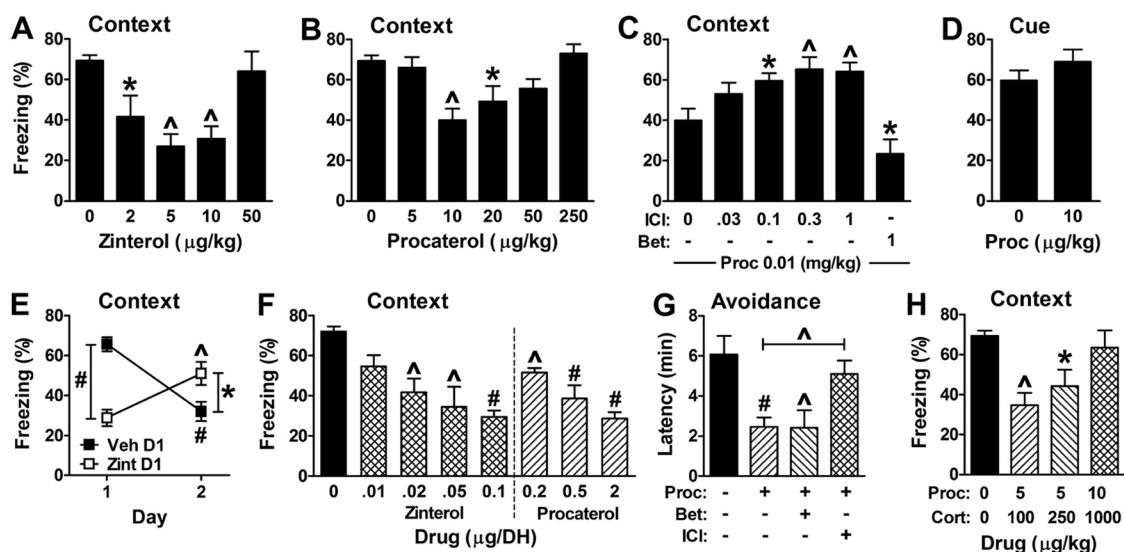 A Context
Freezing (%)
80
60
40
20
0
* ^ ^
0 2 5 10 50
Zinterol (μg/kg)
B Context
80
60
40
20
0
^ *
0 5 10 20 50 250
Procaterol (μg/kg)
C Context
80
60
40
20
0
* ^ ^ *
ICI: 0 .03 0.1 0.3 1 -
Bet: - - - - - 1
Proc 0.01 (mg/kg)
D Cue
80
60
40
20
0
0 10
Proc (μg/kg)
E Context
Freezing (%)
80
60
40
20
0
# ^ * #
Veh D1
Zint D1
1 2
Day
F Context
Freezing (%)
80
60
40
20
0
^ ^ # ^ # #
0 .01 .02 .05 0.1 0.2 0.5 2
Zinterol Procaterol
Drug (μg/DH)
G Avoidance
Latency (min)
8
6
4
2
0
^
# ^
Proc: - + + +
Bet: - - + -
ICI: - - - +
H Context
Freezing (%)
80
60
40
20
0
^ *
Proc: 0 5 5 10
Cort: 0 100 250 1000
Drug (μg/kg)